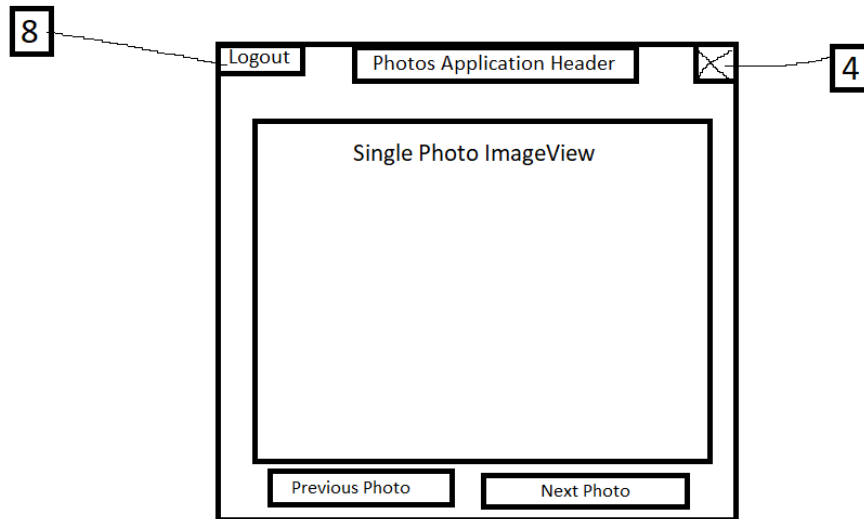 8
Logout
Photos Application Header
4
Single Photo ImageView
Previous Photo
Next Photo